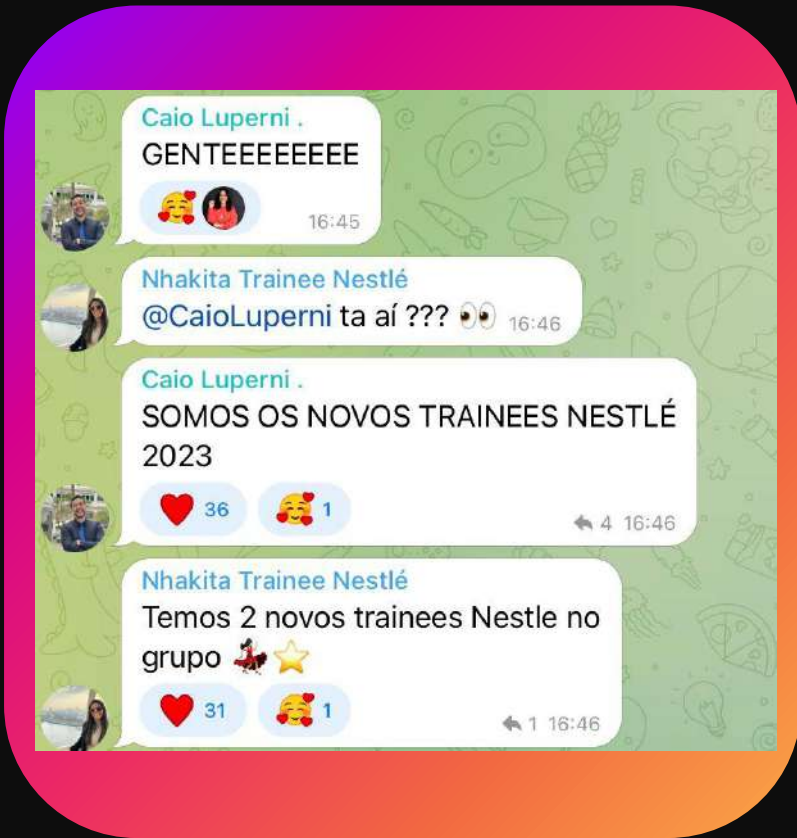 Caio Luperni .
GENTEEEEEEEE
16:45
Nhakita Trainee Nestlé
@CaioLuperni ta aí ??? 👀 16:46
Caio Luperni .
SOMOS OS NOVOS TRAINEES NESTLÉ
2023
36 1
4 16:46
Nhakita Trainee Nestlé
Temos 2 novos trainees Nestle no
grupo 💃⭐
31 1
1 16:46